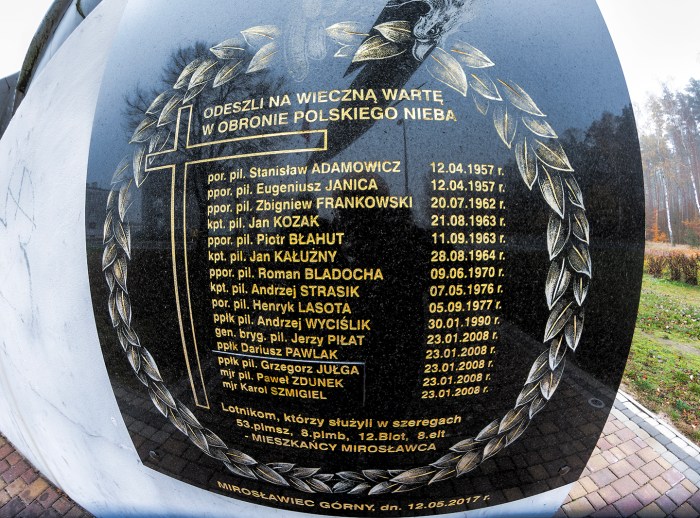 ODESZLI NA WIECZNĄ WARTĘ
W OBRONIE POLSKIEGO NIEBA
por. pil. Stanisław ADAMOWICZ 12.04.1957 r.
ppor. pil. Eugeniusz JANICA 12.04.1957 r.
ppor. pil. Zbigniew FRANKOWSKI 20.07.1962 r.
kpt. pil. Jan KOZAK 21.08.1963 r.
ppor. pil. Piotr BŁAHUT 11.09.1963 r.
kpt. pil. Jan KAŁUŻNY 28.08.1964 r.
ppor. pil. Roman BLADOCHA 09.06.1970 r.
kpt. pil. Andrzej STRASIK 07.05.1976 r.
por. pil. Henryk LASOTA 05.09.1977 r.
ppłk pil. Andrzej WYCIŚLIK 30.01.1990 r.
gen. bryg. pil. Jerzy PIŁAT 23.01.2008 r.
ppłk Dariusz PAWLAK 23.01.2008 r.
ppłk pil. Grzegorz JUŁGA 23.01.2008 r.
mjr pil. Paweł ZDUNEK 23.01.2008 r.
mjr Karol SZMIGIEL 23.01.2008 r.
Lotnikom, którzy służyli w szeregach
53.plmsz, 8.plmb, 12.Blot, 8.elt
- MIESZKAŃCY MIROSŁAWCA
MIROSŁAWIEC GÓRNY, dn. 12.05.2017 r.